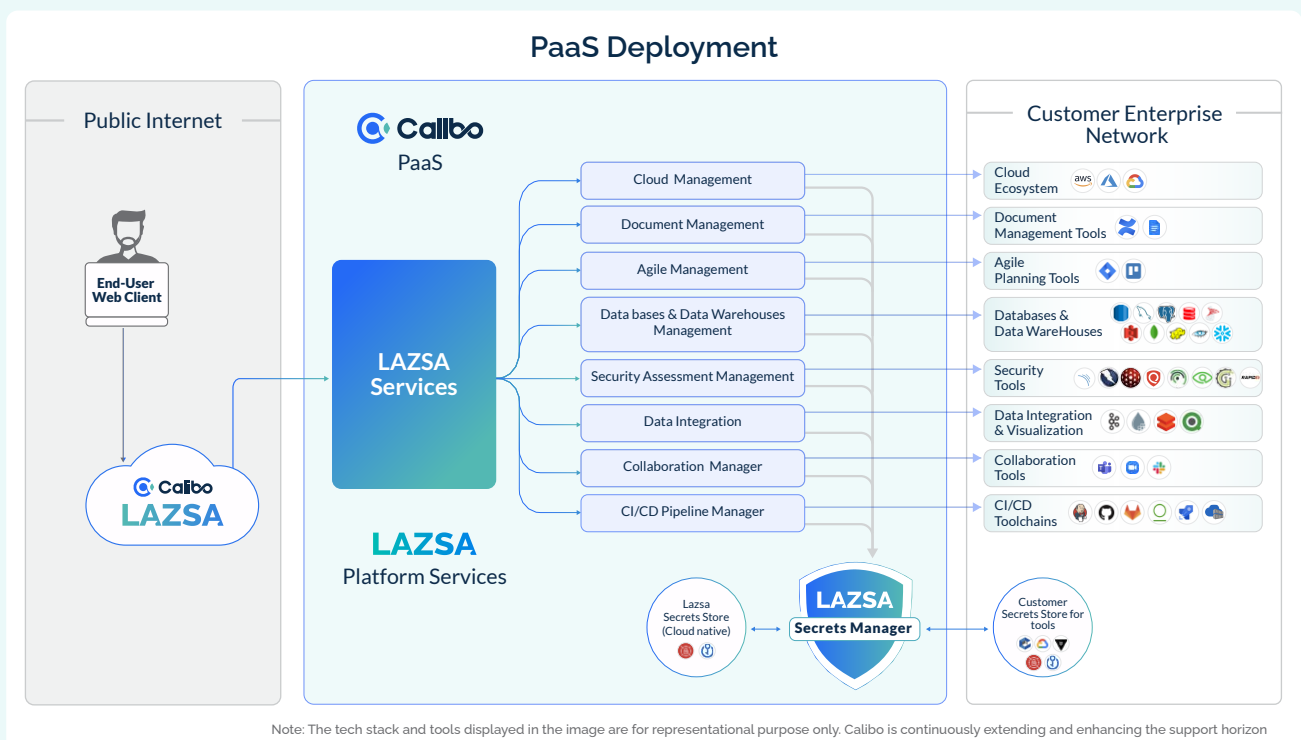 PaaS Deployment
Public Internet
End-User
Web Client
Calibo
LAZSA
Calibo
PaaS
LAZSA
Services
LAZSA
Platform Services
Cloud Management
Document Management
Agile Management
Data bases & Data Warehouses
Management
Security Assessment Management
Data Integration
Collaboration Manager
CI/CD Pipeline Manager
Lazsa
Secrets Store
(Cloud native)
LAZSA
Secrets Manager
Customer Enterprise
Network
Cloud
Ecosystem
aws
Document
Management Tools
Agile
Planning Tools
Databases &
Data WareHouses
Security
Tools
Data Integration
& Visualization
Collaboration
Tools
CI/CD
Toolchains
Customer
Secrets Store for
tools
Note: The tech stack and tools displayed in the image are for representational purpose only. Calibo is continuously extending and enhancing the support horizon